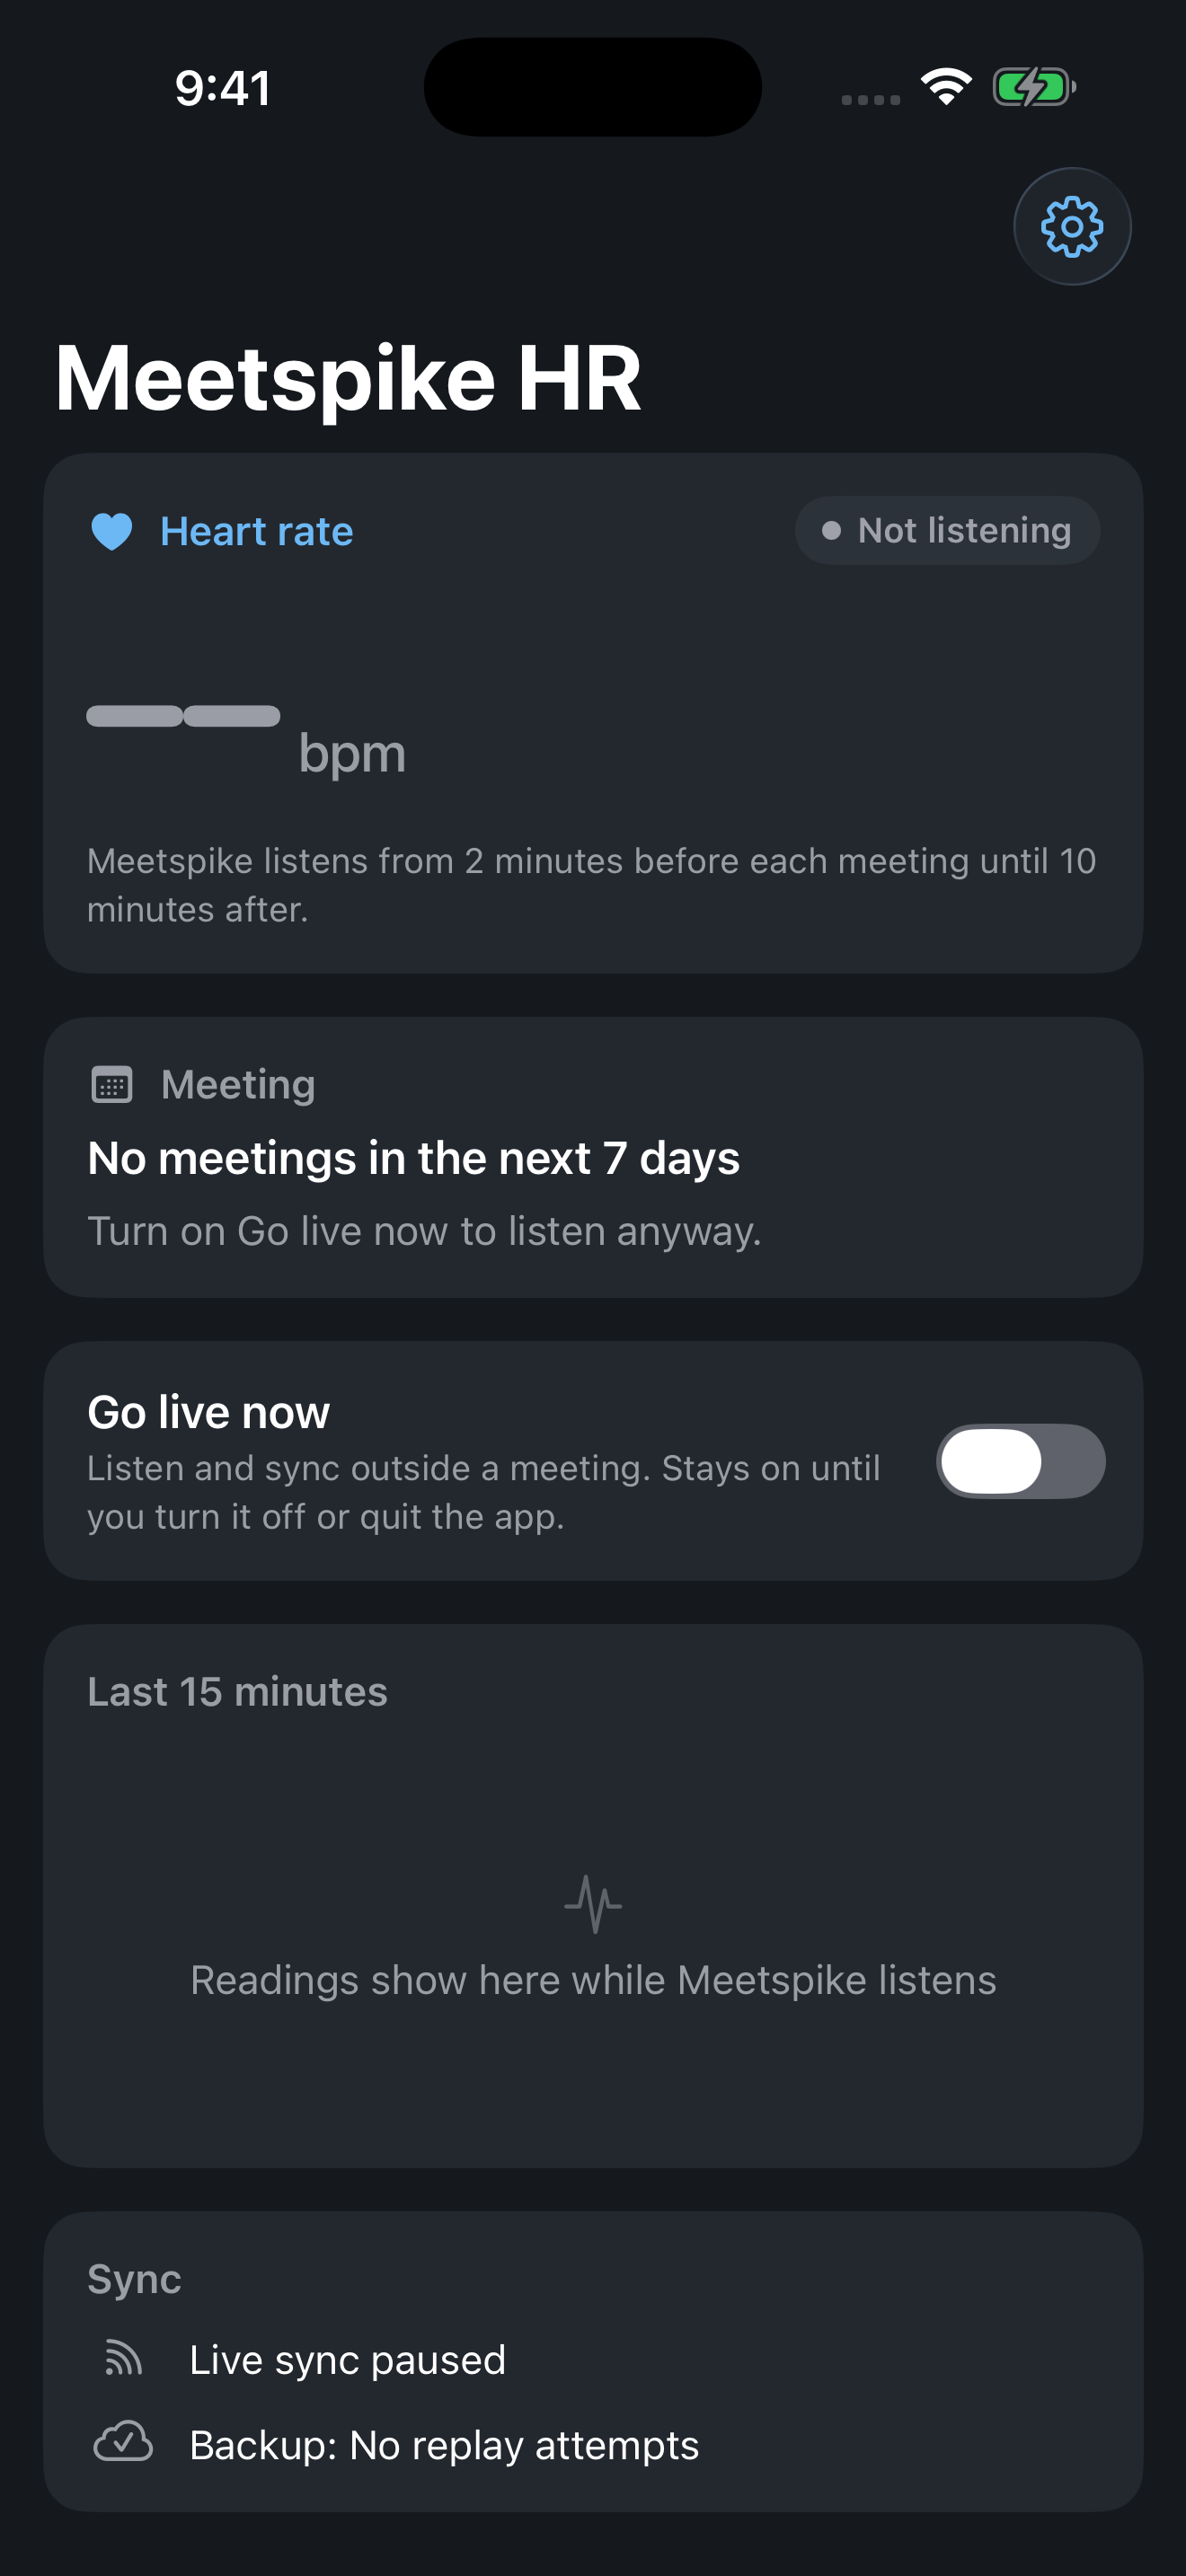 9:41
Meetspike HR
Heart rate
Not listening
-- bpm
Meetspike listens from 2 minutes before each meeting until 10
minutes after.
Meeting
No meetings in the next 7 days
Turn on Go live now to listen anyway.
Go live now
Listen and sync outside a meeting. Stays on until
you turn it off or quit the app.
Last 15 minutes
Readings show here while Meetspike listens
Sync
Live sync paused
Backup: No replay attempts